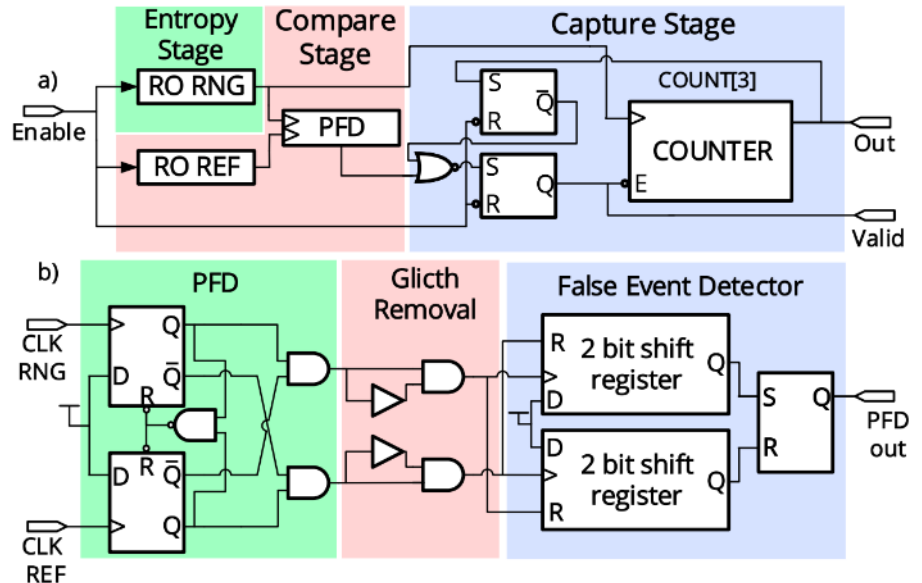 Entropy
Stage
Compare
Stage
Capture Stage
a)
RO RNG
Enable
RO REF
PFD
S
Q̅
R
S
Q
R
COUNT[3]
COUNTER
E
Out
Valid
b)
PFD
Glicth
Removal
False Event Detector
CLK
RNG
Q
Q̅
D
R
R
D
Q̅
Q
CLK
REF
R
D
2 bit shift
register
Q
D
R
2 bit shift
register
Q
S
R
Q
PFD
out